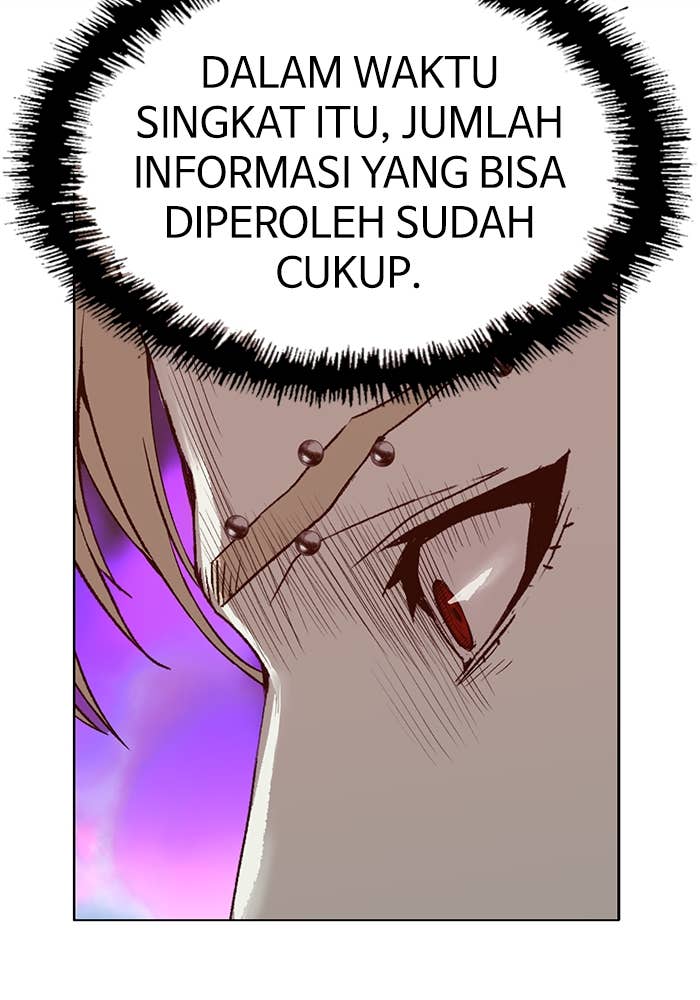 DALAM WAKTU
SINGKAT ITU, JUMLAH
INFORMASI YANG BISA
DIPEROLEH SUDAH
CUKUP.